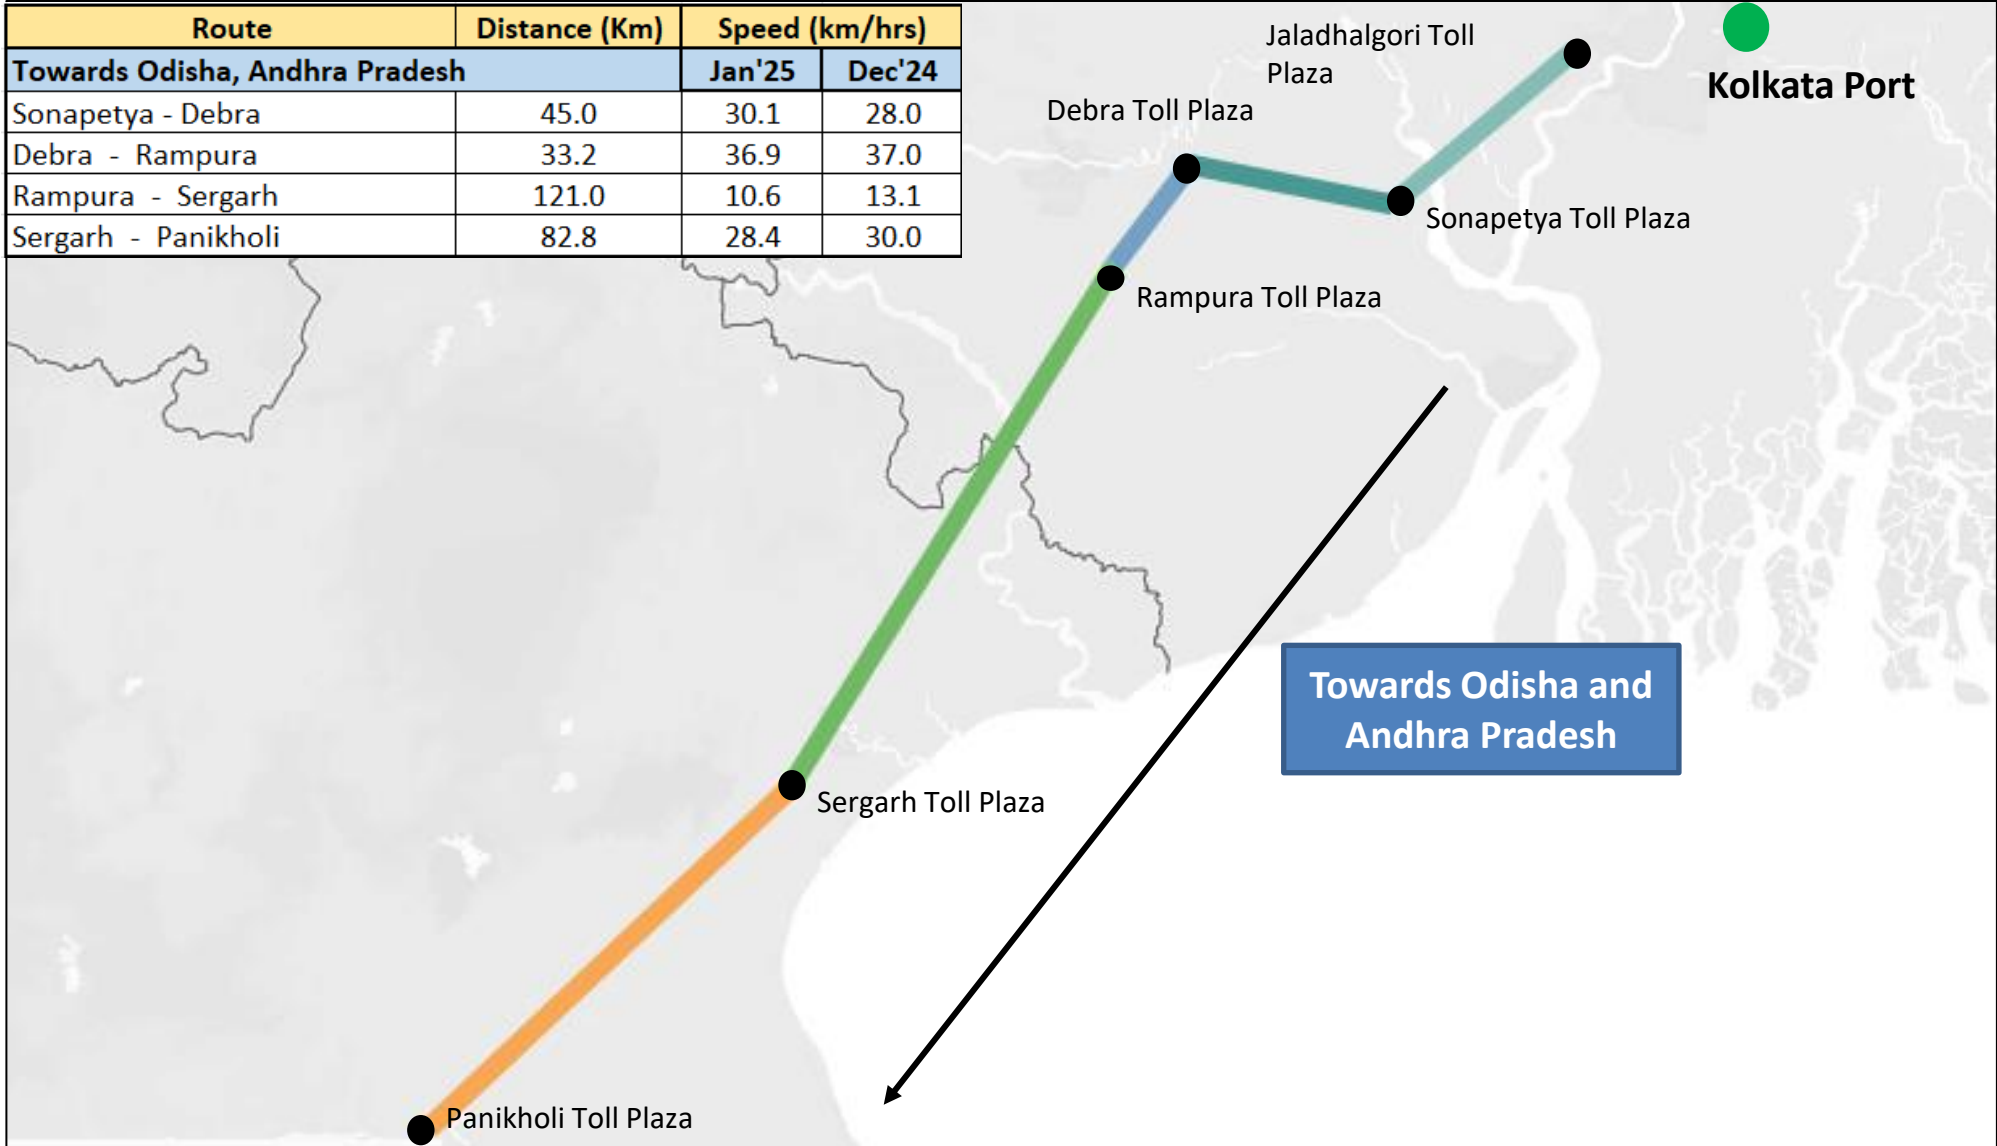 Route Distance (Km) Speed (km/hrs)
Towards Odisha, Andhra Pradesh Jan'25 Dec'24
Sonapetya - Debra 45.0 30.1 28.0
Debra - Rampura 33.2 36.9 37.0
Rampura - Sergarh 121.0 10.6 13.1
Sergarh - Panikholi 82.8 28.4 30.0
Jaladhalgori Toll
Plaza
Kolkata Port
Debra Toll Plaza
Sonapetya Toll Plaza
Rampura Toll Plaza
Towards Odisha and
Andhra Pradesh
Sergarh Toll Plaza
Panikholi Toll Plaza